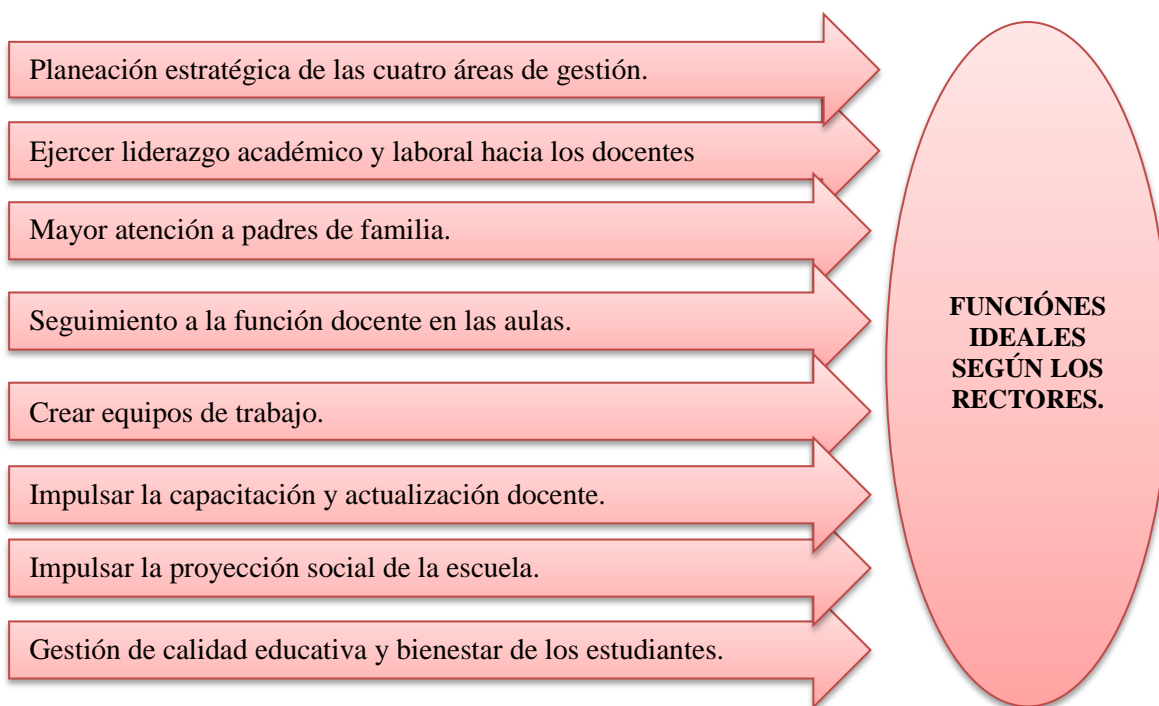 Planeación estratégica de las cuatro áreas de gestión.
Ejercer liderazgo académico y laboral hacia los docentes
Mayor atención a padres de familia.
Seguimiento a la función docente en las aulas.
Crear equipos de trabajo.
Impulsar la capacitación y actualización docente.
Impulsar la proyección social de la escuela.
Gestión de calidad educativa y bienestar de los estudiantes.
FUNCIÓNES
IDEALES
SEGÚN LOS
RECTORES.